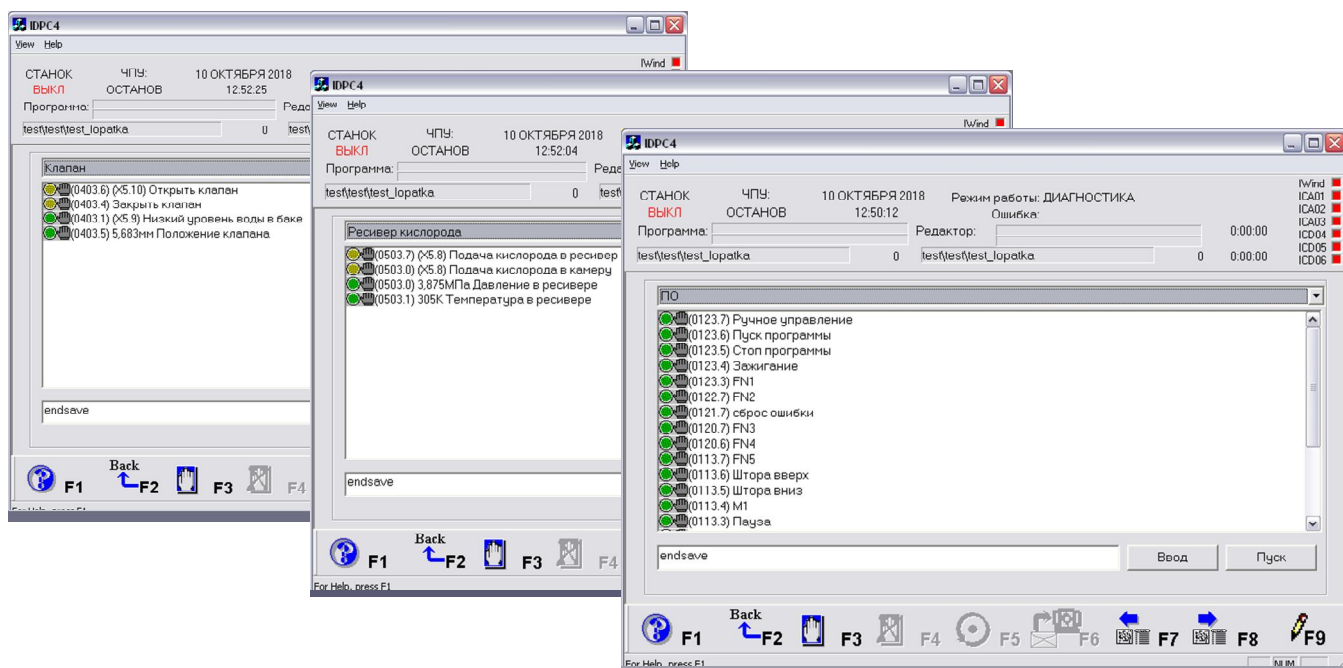 IDPC4
View Help
IWind
СТАНОК ЧПУ: 10 ОКТЯБРЯ 2018
ВЫКЛ ОСТАНОВ 12:52:25
Программа:
test\test\test_lopatka 0
Клапан
(0403.6) (X5.10) Открыть клапан
(0403.4) Закрыть клапан
(0403.1) (X5.9) Низкий уровень воды в баке
(0403.5) 5,683мм Положение клапана
endsave
F1 Back F2 F3 F4
IDPC4
View Help
IWind
СТАНОК ЧПУ: 10 ОКТЯБРЯ 2018
ВЫКЛ ОСТАНОВ 12:52:04
Программа:
test\test\test_lopatka 0
Ресивер кислорода
(0503.7) (X5.8) Подача кислорода в ресивер
(0503.0) (X5.8) Подача кислорода в камеру
(0503.0) 3,875МПа Давление в ресивере
(0503.1) 305К Температура в ресивере
endsave
F1 Back F2 F3 F4
For Help, press F1
IDPC4
View Help
СТАНОК ЧПУ: 10 ОКТЯБРЯ 2018 Режим работы: ДИАГНОСТИКА
ВЫКЛ ОСТАНОВ 12:50:12 Ошибка:
Программа: Редактор: 0:00:00
test\test\test_lopatka 0 test\test\test_lopatka 0 0:00:00
IWind
ICA01
ICA02
ICA03
ICD04
ICD05
ICD06
ПО
(0123.7) Ручное управление
(0123.6) Пуск программы
(0123.5) Стоп программы
(0123.4) Зажигание
(0123.3) FN1
(0122.7) FN2
(0121.7) сброс ошибки
(0120.7) FN3
(0120.6) FN4
(0113.7) FN5
(0113.6) Штора вверх
(0113.5) Штора вниз
(0113.4) M1
(0113.3) Пауза
endsave Ввод Пуск
F1 Back F2 F3 F4 F5 F6 F7 F8 F9
For Help, press F1 NUM